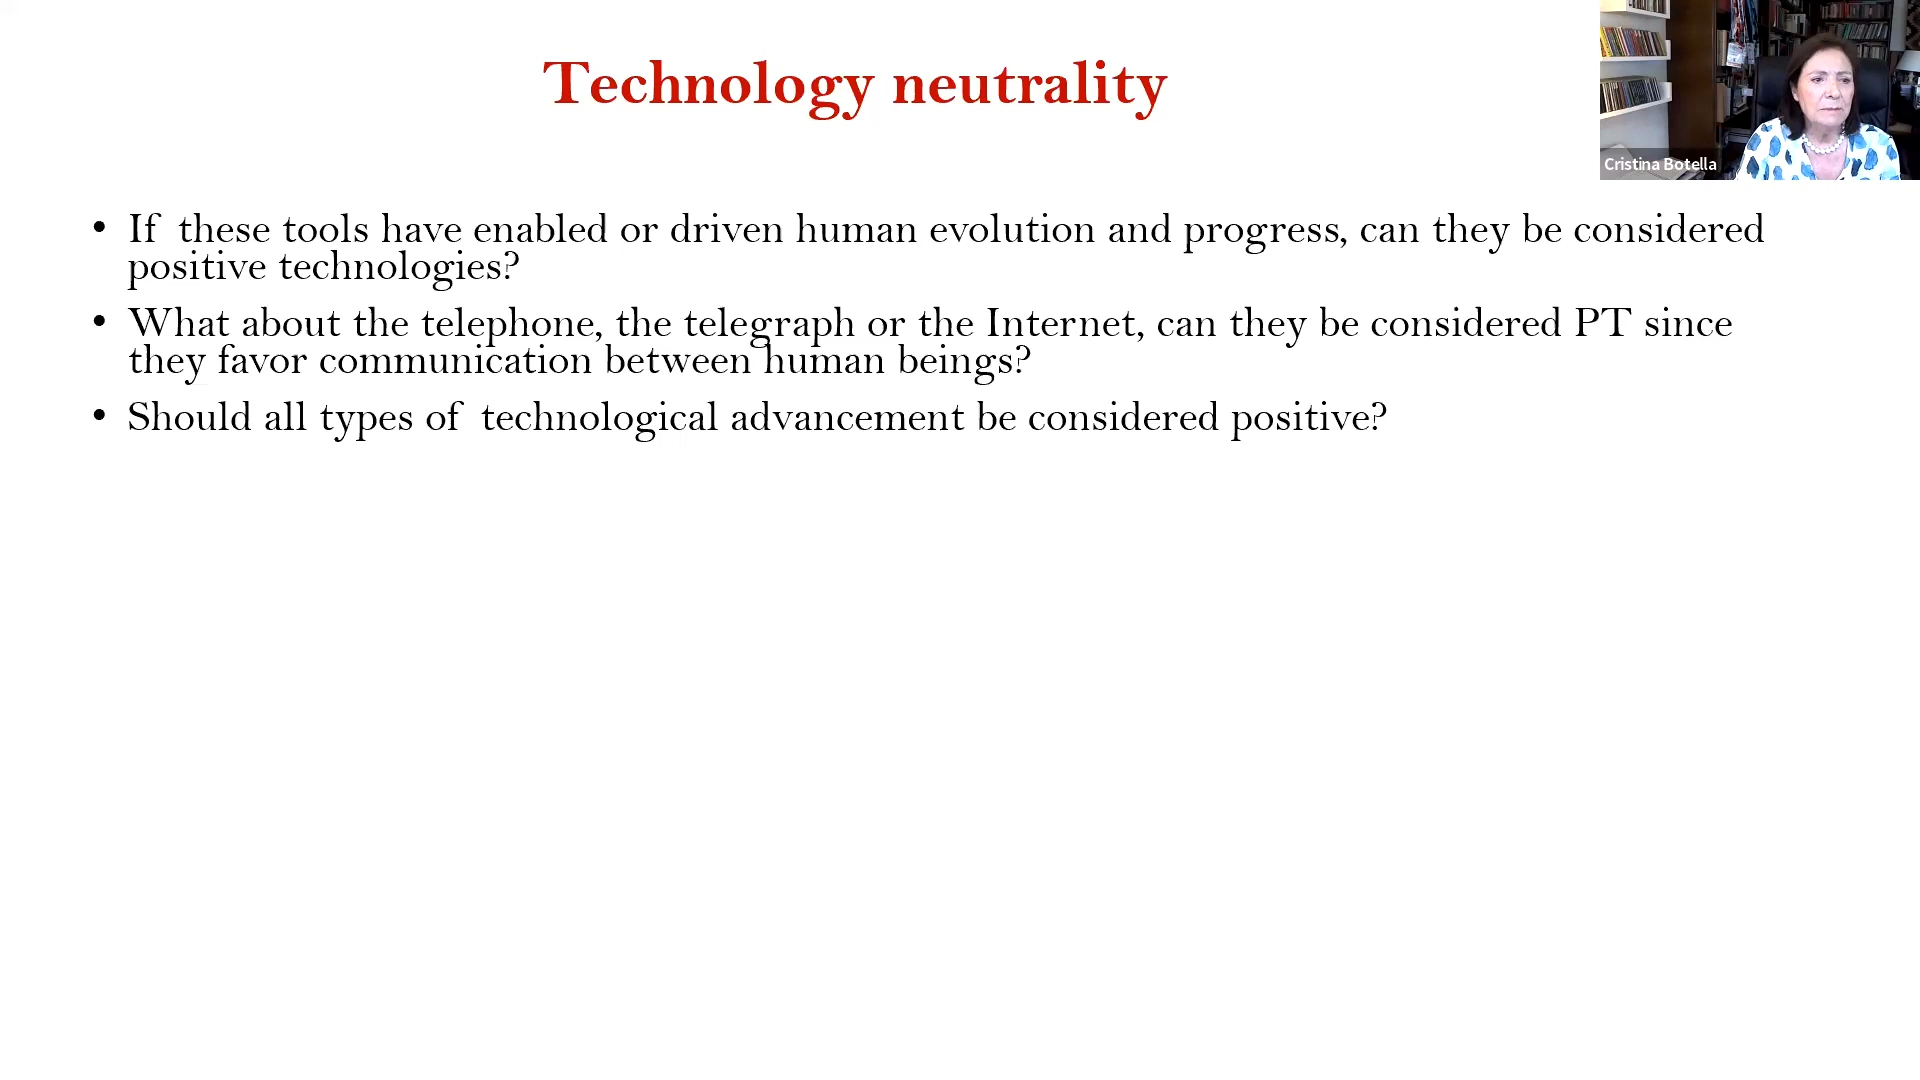 Technology neutrality
Cristina Botella
• If these tools have enabled or driven human evolution and progress, can they be considered
positive technologies?
• What about the telephone, the telegraph or the Internet, can they be considered PT since
they favor communication between human beings?
• Should all types of technological advancement be considered positive?